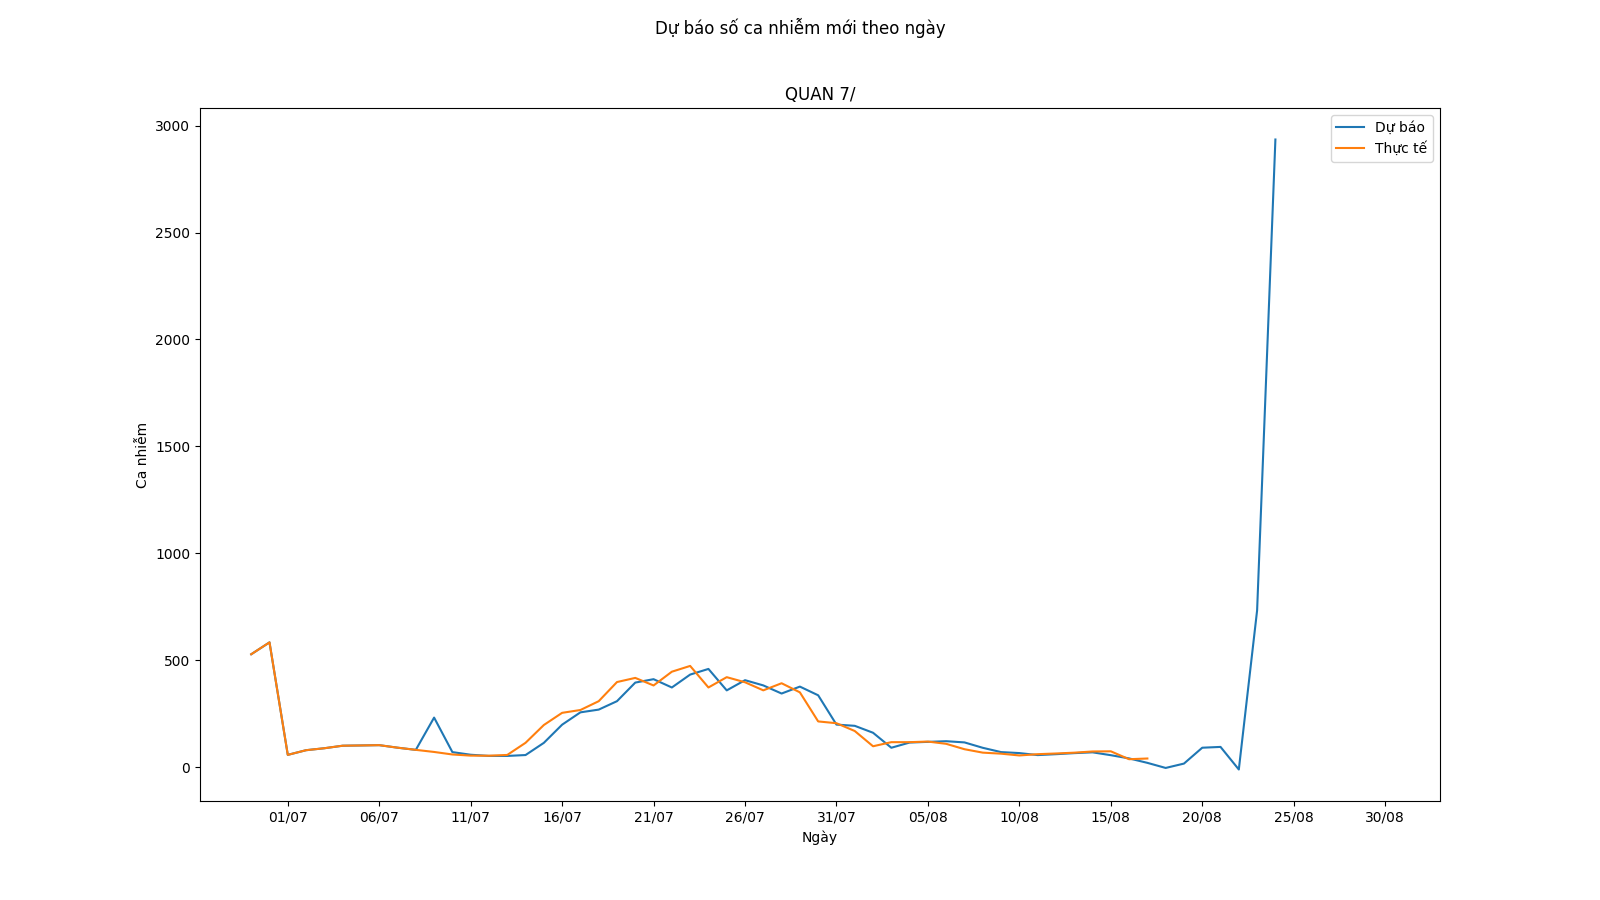 Dự báo số ca nhiễm mới theo ngày
QUAN 7/
Dự báo
Thực tế
3000
2500
2000
1500
1000
500
0
Ca nhiễm
01/07 06/07 11/07 16/07 21/07 26/07 31/07 05/08 10/08 15/08 20/08 25/08 30/08
Ngày